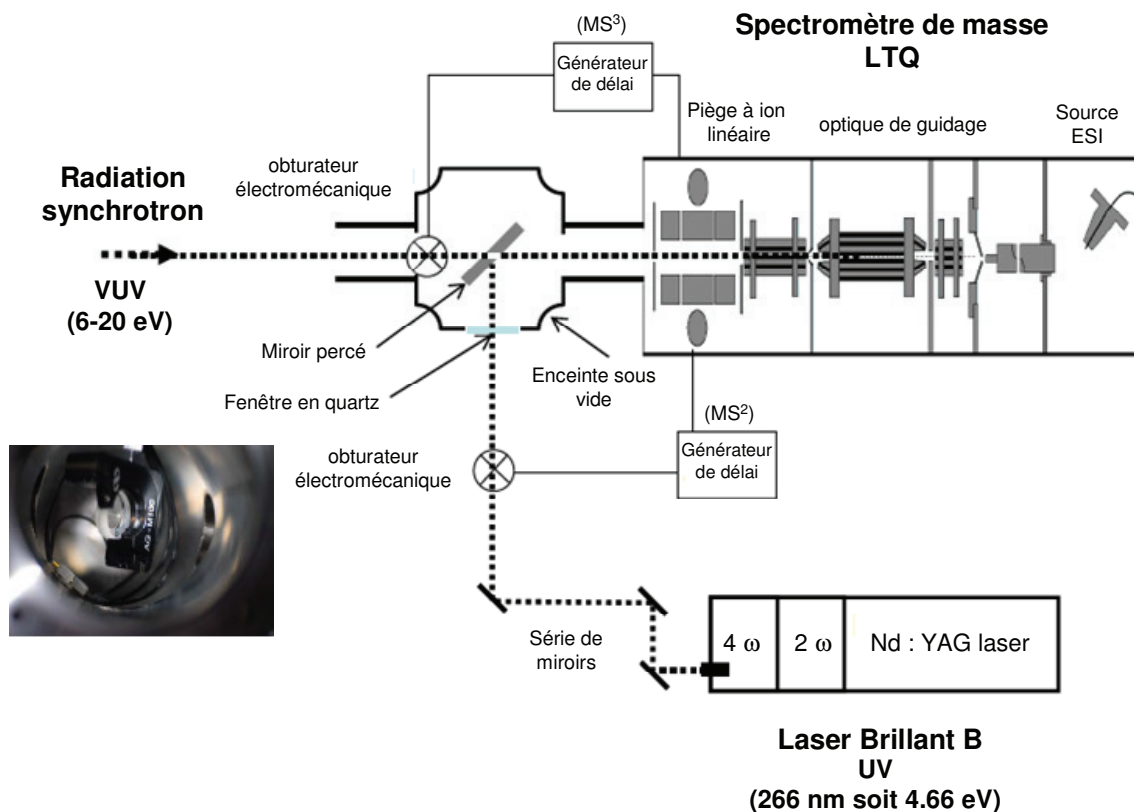 (MS³)
Spectromètre de masse
LTQ
Générateur
de délai
Piège à ion
linéaire
optique de guidage
Source
ESI
obturateur
électromécanique
Radiation
synchrotron
VUV
(6-20 eV)
Miroir percé
Enceinte sous
vide
Fenêtre en quartz
(MS²)
Générateur
de délai
obturateur
électromécanique
AG - M100
Série de
miroirs
4 ω
2 ω
Nd : YAG laser
Laser Brillant B
UV
(266 nm soit 4.66 eV)